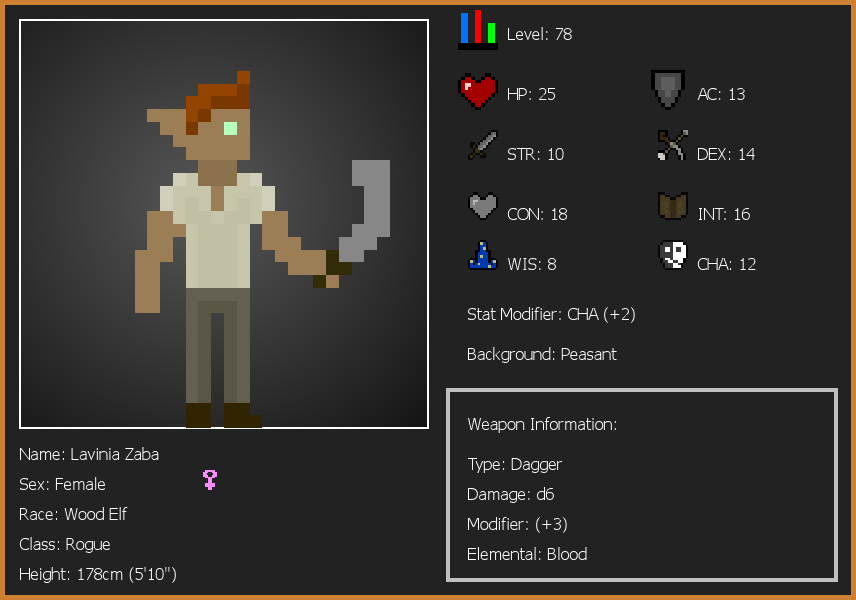 Level: 78
HP: 25
AC: 13
STR: 10
DEX: 14
CON: 18
INT: 16
WIS: 8
CHA: 12
Stat Modifier: CHA (+2)
Background: Peasant
Name: Lavinia Zaba
Sex: Female
Race: Wood Elf
Class: Rogue
Height: 178cm (5'10")
Weapon Information:
Type: Dagger
Damage: d6
Modifier: (+3)
Elemental: Blood